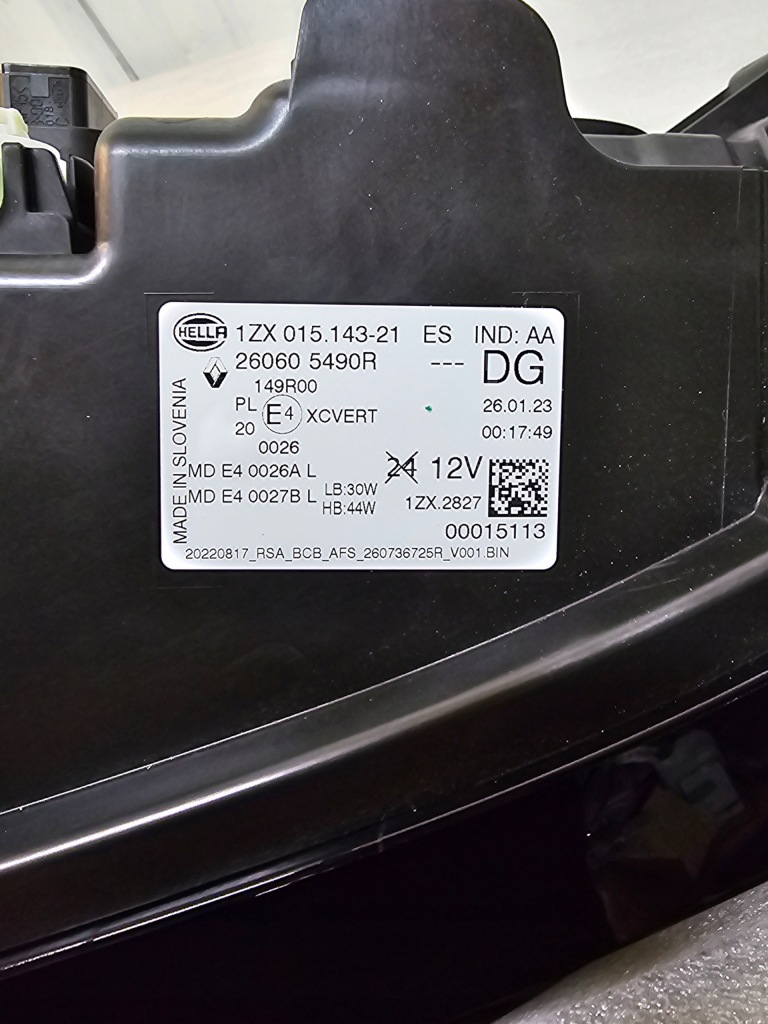 HELLA 1ZX 015.143-21 ES IND: AA
26060 5490R --- DG
149R00
PL
20 E4 XCVERT
26.01.23
00:17:49
0026
MADE IN SLOVENIA
MD E4 0026A L
MD E4 0027B L
LB:30W
HB:44W
24 12V
1ZX.2827
00015113
20220817_RSA_BCB_AFS_260736725R_V001.BIN